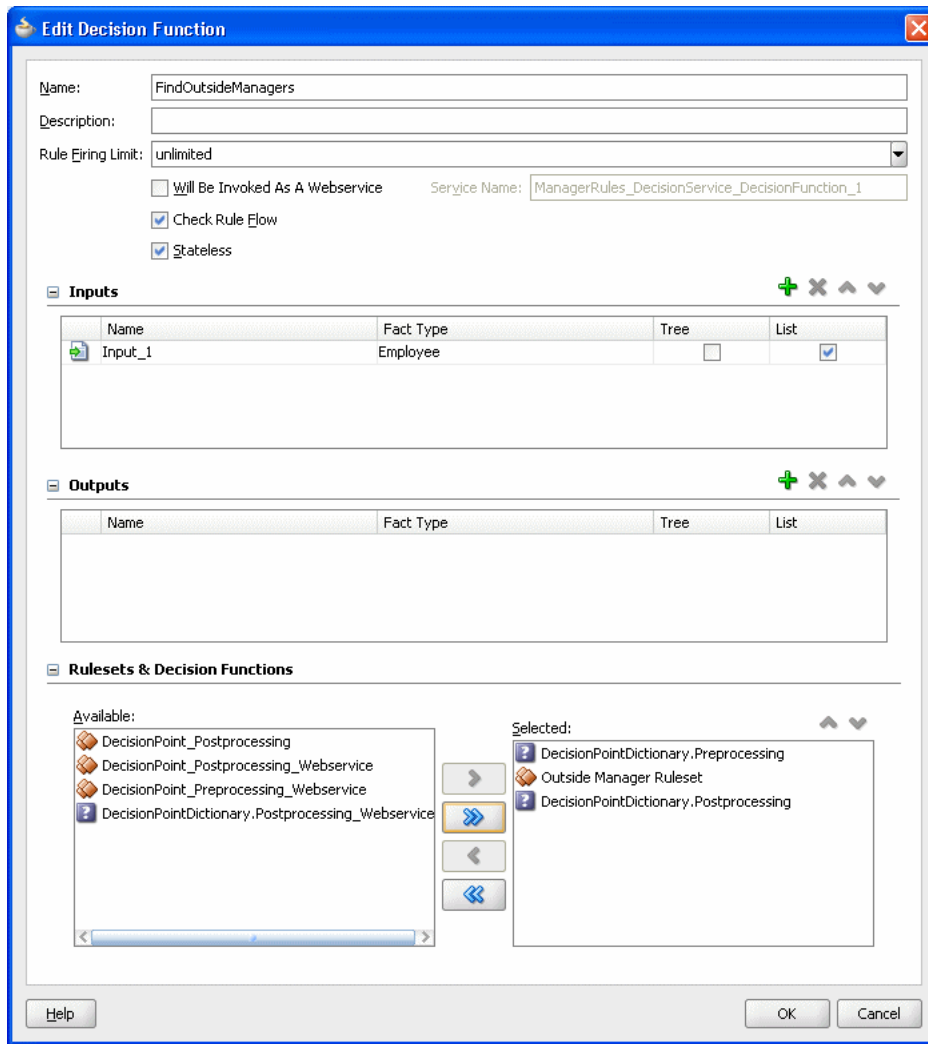 Edit Decision Function
Name: FindOutsideManagers
Description:
Rule Firing Limit: unlimited
Will Be Invoked As A Webservice Service Name: ManagerRules_DecisionService_DecisionFunction_1
Check Rule Flow
Stateless
Inputs
Name Fact Type Tree List
Input_1 Employee
Outputs
Name Fact Type Tree List
Rulesets & Decision Functions
Available:
DecisionPoint_Postprocessing
DecisionPoint_Postprocessing_Webservice
DecisionPoint_Preprocessing_Webservice
DecisionPointDictionary.Postprocessing_Webservice
Selected:
DecisionPointDictionary.Preprocessing
Outside Manager Ruleset
DecisionPointDictionary.Postprocessing
Help OK Cancel